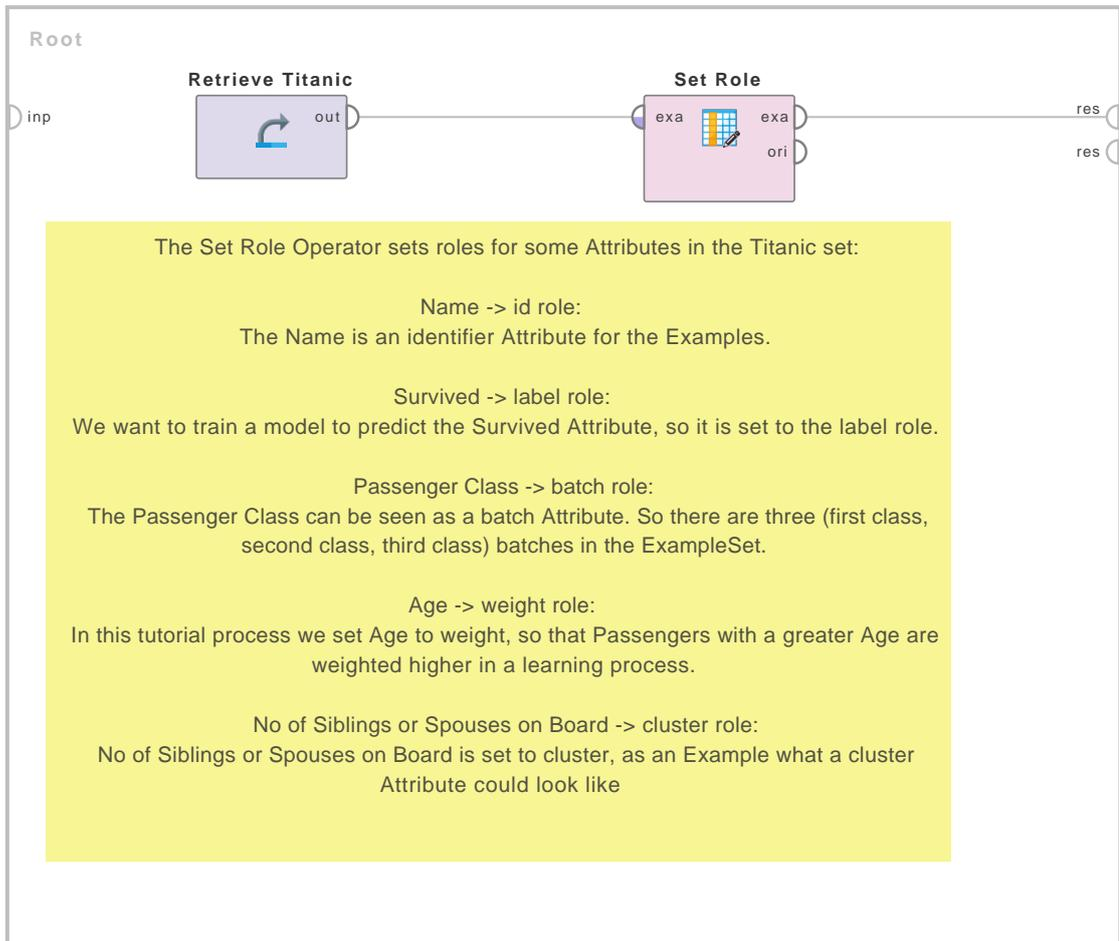 Root
Retrieve Titanic
Set Role
inp
out
exa
exa
res
ori
res
The Set Role Operator sets roles for some Attributes in the Titanic set:
Name -> id role:
The Name is an identifier Attribute for the Examples.
Survived -> label role:
We want to train a model to predict the Survived Attribute, so it is set to the label role.
Passenger Class -> batch role:
The Passenger Class can be seen as a batch Attribute. So there are three (first class,
second class, third class) batches in the ExampleSet.
Age -> weight role:
In this tutorial process we set Age to weight, so that Passengers with a greater Age are
weighted higher in a learning process.
No of Siblings or Spouses on Board -> cluster role:
No of Siblings or Spouses on Board is set to cluster, as an Example what a cluster
Attribute could look like